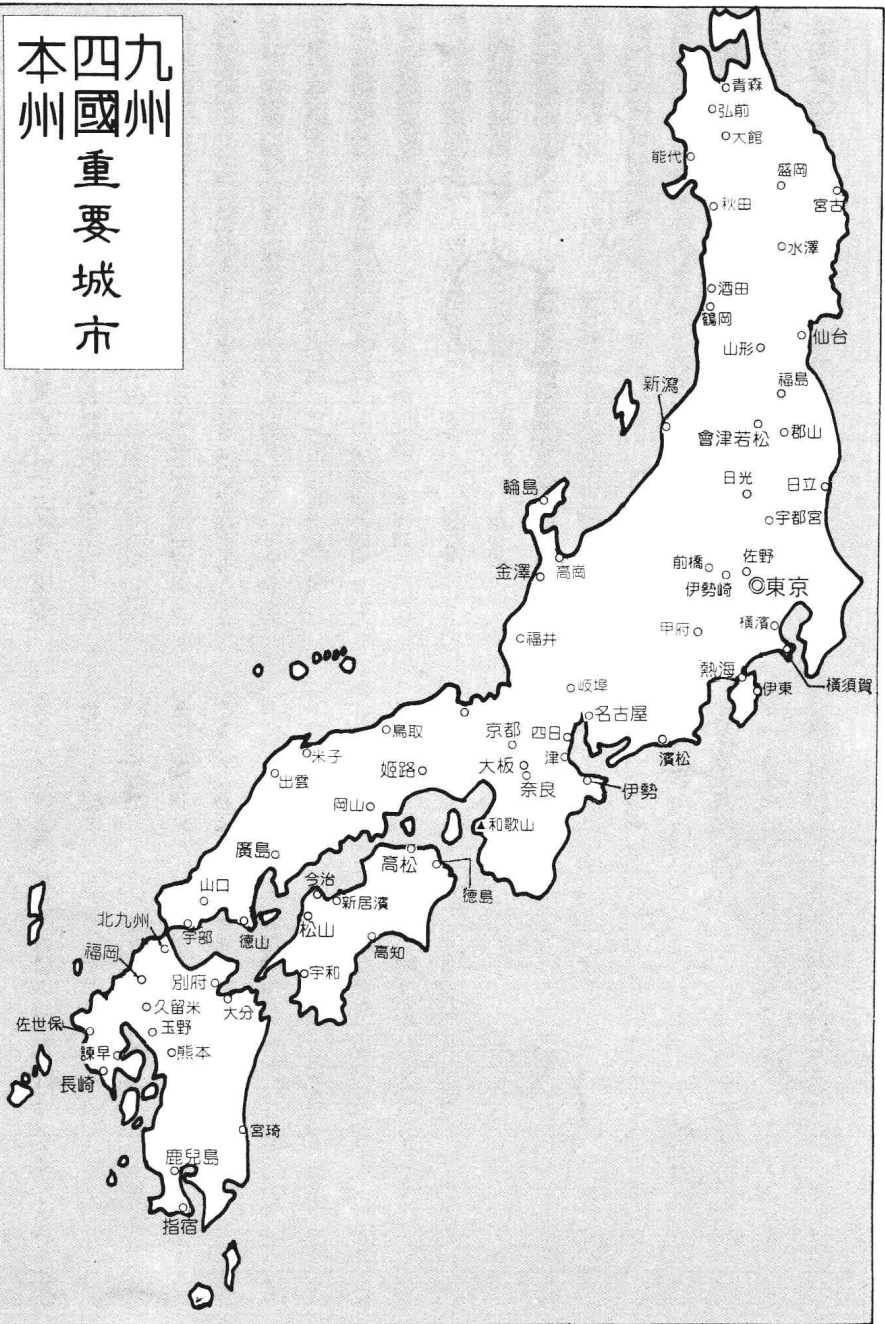 九州
四國
本州
重要城市
青森
弘前
大館
能代
盛岡
宮古
秋田
水澤
酒田
鶴岡
仙台
山形
福島
新瀉
會津若松
郡山
日光
日立
輪島
宇都宮
高岡
前橋
佐野
金澤
伊勢崎
東京
甲府
橫濱
福井
熱海
橫須賀
伊東
岐埠
名古屋
鳥取
京都
四日
濱松
米子
津
姬路
大板
出雲
奈良
伊勢
岡山
和歌山
廣島
高松
今治
德島
山口
新居濱
北九州
宇部
德山
松山
高知
福岡
別府
宇和
久留米
大分
佐世保
玉野
諫早
熊本
長崎
宮琦
鹿兒島
指宿